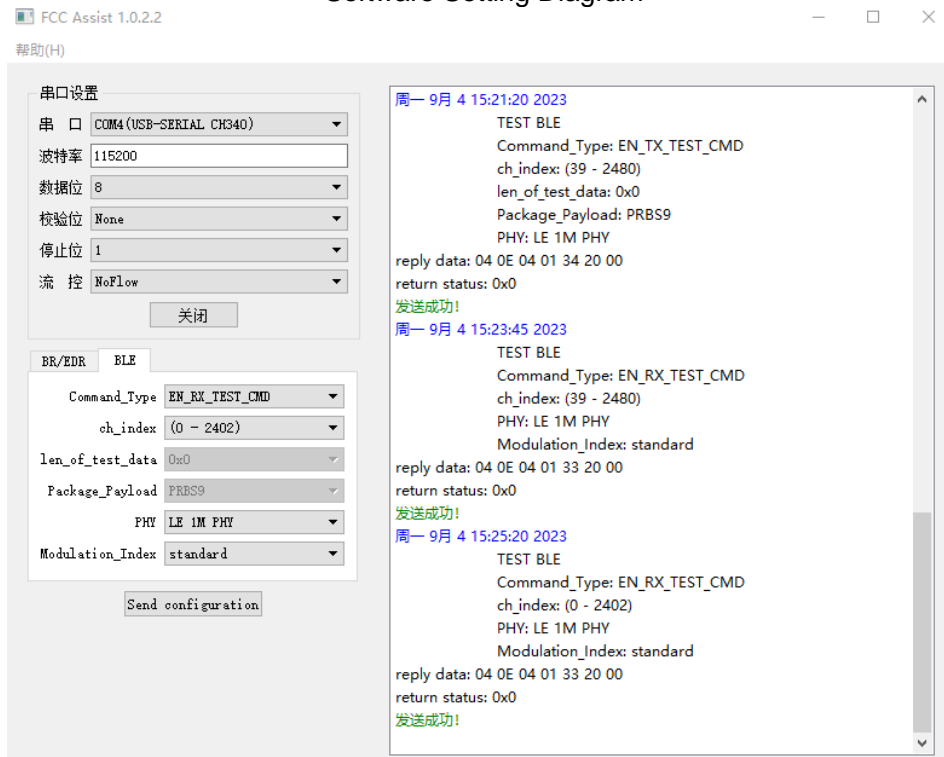 Software Setting Diagram
FCC Assist 1.0.2.2
帮助(H)
串口设置
串 口 COM4(USB-SERIAL CH340)
波特率 115200
数据位 8
校验位 None
停止位 1
流 控 NoFlow
关闭
BR/EDR BLE
Command_Type EN_RX_TEST_CMD
ch_index (0 - 2402)
len_of_test_data 0x0
Package_Payload PRBS9
PHY LE 1M PHY
Modulation_Index standard
Send configuration
周一 9月 4 15:21:20 2023
TEST BLE
Command_Type: EN_TX_TEST_CMD
ch_index: (39 - 2480)
len_of_test_data: 0x0
Package_Payload: PRBS9
PHY: LE 1M PHY
reply data: 04 0E 04 01 34 20 00
return status: 0x0
发送成功!
周一 9月 4 15:23:45 2023
TEST BLE
Command_Type: EN_RX_TEST_CMD
ch_index: (39 - 2480)
PHY: LE 1M PHY
Modulation_Index: standard
reply data: 04 0E 04 01 33 20 00
return status: 0x0
发送成功!
周一 9月 4 15:25:20 2023
TEST BLE
Command_Type: EN_RX_TEST_CMD
ch_index: (0 - 2402)
PHY: LE 1M PHY
Modulation_Index: standard
reply data: 04 0E 04 01 33 20 00
return status: 0x0
发送成功!